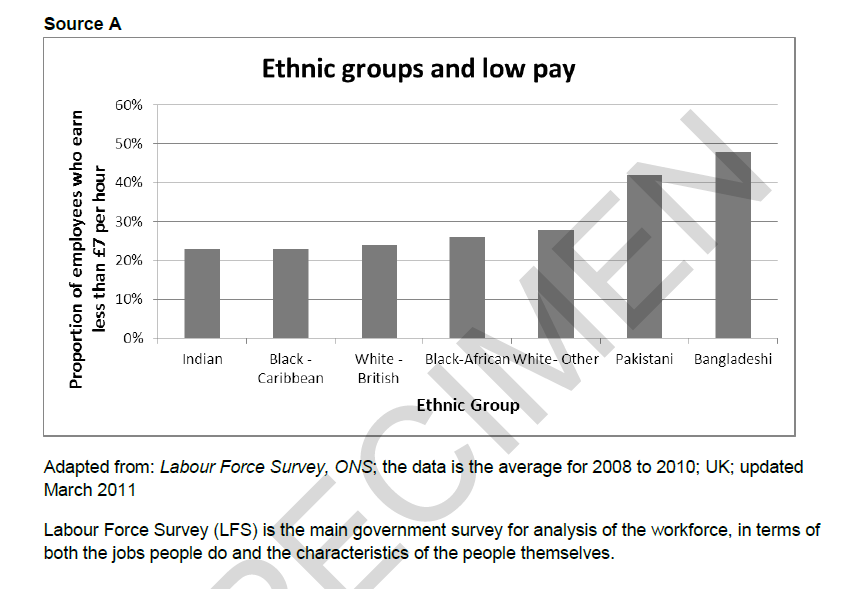 Source A
Ethnic groups and low pay
Proportion of employees who earn
less than £7 per hour
60%
50%
40%
30%
20%
10%
0%
Indian
Black -
Caribbean
White -
British
Black-African
White- Other
Pakistani
Bangladeshi
Ethnic Group
Adapted from: Labour Force Survey, ONS; the data is the average for 2008 to 2010; UK; updated
March 2011
Labour Force Survey (LFS) is the main government survey for analysis of the workforce, in terms of
both the jobs people do and the characteristics of the people themselves.
SPECIMEN